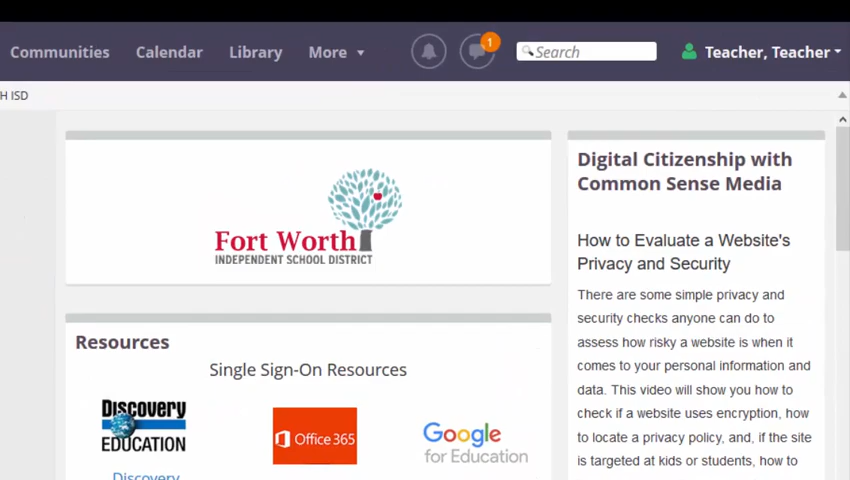 Communities Calendar Library More 1 Search Teacher, Teacher
H ISD
Fort Worth
INDEPENDENT SCHOOL DISTRICT
Resources
Single Sign-On Resources
DISCOVERY
EDUCATION
Office 365
Google
for Education
Discovery
Digital Citizenship with
Common Sense Media
How to Evaluate a Website's
Privacy and Security
There are some simple privacy and
security checks anyone can do to
assess how risky a website is when it
comes to your personal information and
data. This video will show you how to
check if a website uses encryption, how
to locate a privacy policy, and, if the site
is targeted at kids or students, how to